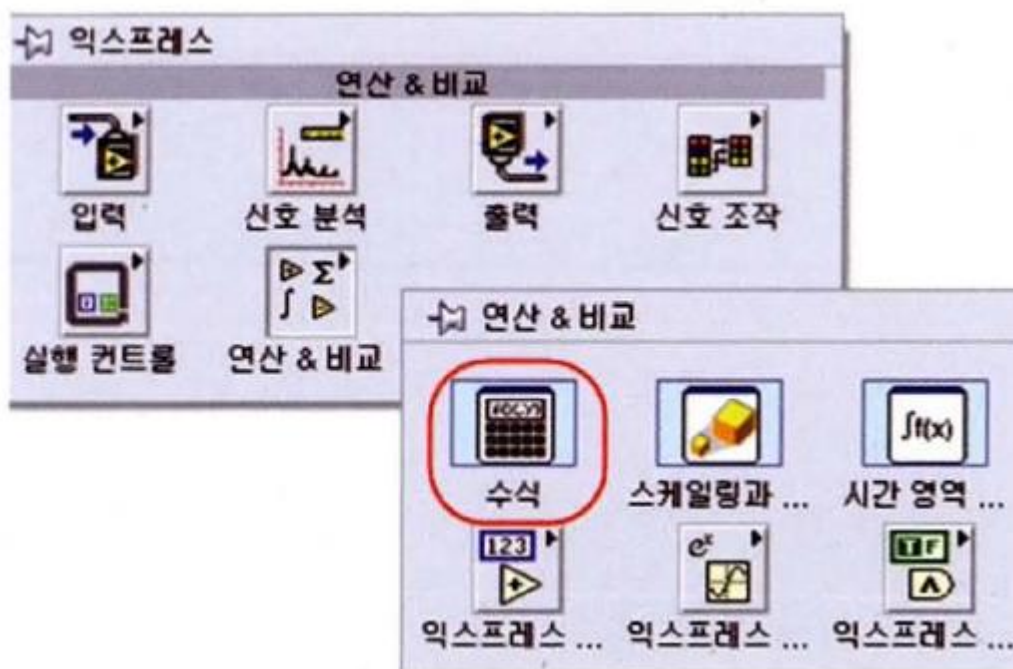 익스프레스
연산 & 비교
입력 신호 분석 출력 신호 조작
실행 컨트롤 연산 & 비교
연산 & 비교
수식 스케일링과 ... 시간 영역 ...
∫f(x)
123 eˣ TF
익스프레스 ... 익스프레스 ... 익스프레스 ...